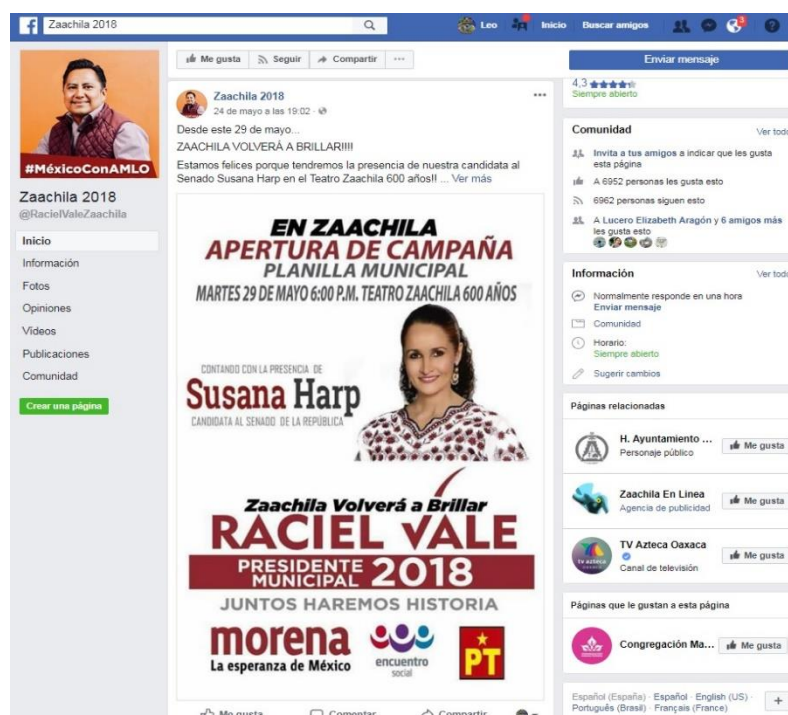 Zaachila 2018
Leo
Inicio
Buscar amigos
3
#MéxicoConAMLO
Zaachila 2018
@RacielValeZaachila
Inicio
Información
Fotos
Opiniones
Videos
Publicaciones
Comunidad
Crear una página
Me gusta
Seguir
Compartir
Zaachila 2018
24 de mayo a las 19:02 ·
Desde este 29 de mayo...
ZAACHILA VOLVERÁ A BRILLAR!!!!
Estamos felices porque tendremos la presencia de nuestra candidata al
Senado Susana Harp en el Teatro Zaachila 600 años!! ... Ver más
EN ZAACHILA
APERTURA DE CAMPAÑA
PLANILLA MUNICIPAL
MARTES 29 DE MAYO 6:00 P.M. TEATRO ZAACHILA 600 AÑOS
CONTANDO CON LA PRESENCIA DE
Susana Harp
CANDIDATA AL SENADO DE LA REPÚBLICA
Zaachila Volverá a Brillar
RACIEL VALE
PRESIDENTE
MUNICIPAL 2018
JUNTOS HAREMOS HISTORIA
morena
La esperanza de México
encuentro
social
PT
Me gusta
Comentar
Compartir
Enviar mensaje
4,3
Siempre abierto
Comunidad
Ver todo
Invita a tus amigos a indicar que les gusta
esta página
A 6952 personas les gusta esto
6962 personas siguen esto
A Lucero Elizabeth Aragón y 6 amigos más
les gusta esto
Información
Ver todo
Normalmente responde en una hora
Enviar mensaje
Comunidad
Horario:
Siempre abierto
Sugerir cambios
Páginas relacionadas
H. Ayuntamiento ...
Personaje público
Me gusta
Zaachila En Linea
Agencia de publicidad
Me gusta
TV Azteca Oaxaca
Canal de televisión
Me gusta
Páginas que le gustan a esta página
Congregación Ma...
Me gusta
Español (España) · Español · English (US) ·
Português (Brasil) · Français (France)